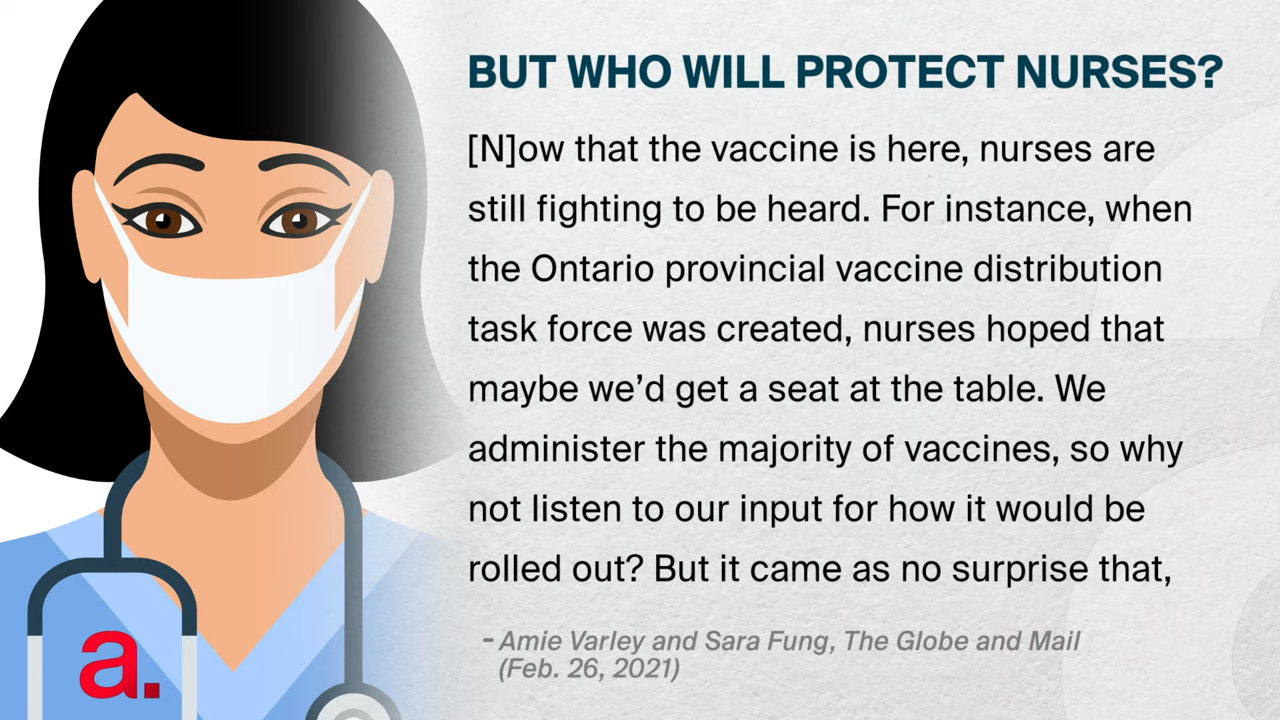 BUT WHO WILL PROTECT NURSES?
[N]ow that the vaccine is here, nurses are
still fighting to be heard. For instance, when
the Ontario provincial vaccine distribution
task force was created, nurses hoped that
maybe we’d get a seat at the table. We
administer the majority of vaccines, so why
not listen to our input for how it would be
rolled out? But it came as no surprise that,
- Amie Varley and Sara Fung, The Globe and Mail
(Feb. 26, 2021)
a.